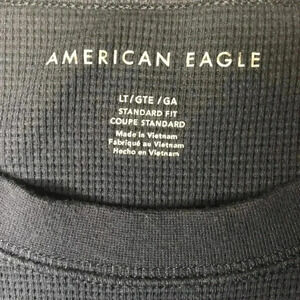 AMERICAN EAGLE
LT/GTE/GA
STANDARD FIT
COUPE STANDARD
Made in Vietnam
Fabriqué au Vietnam
Hecho en Vietnam